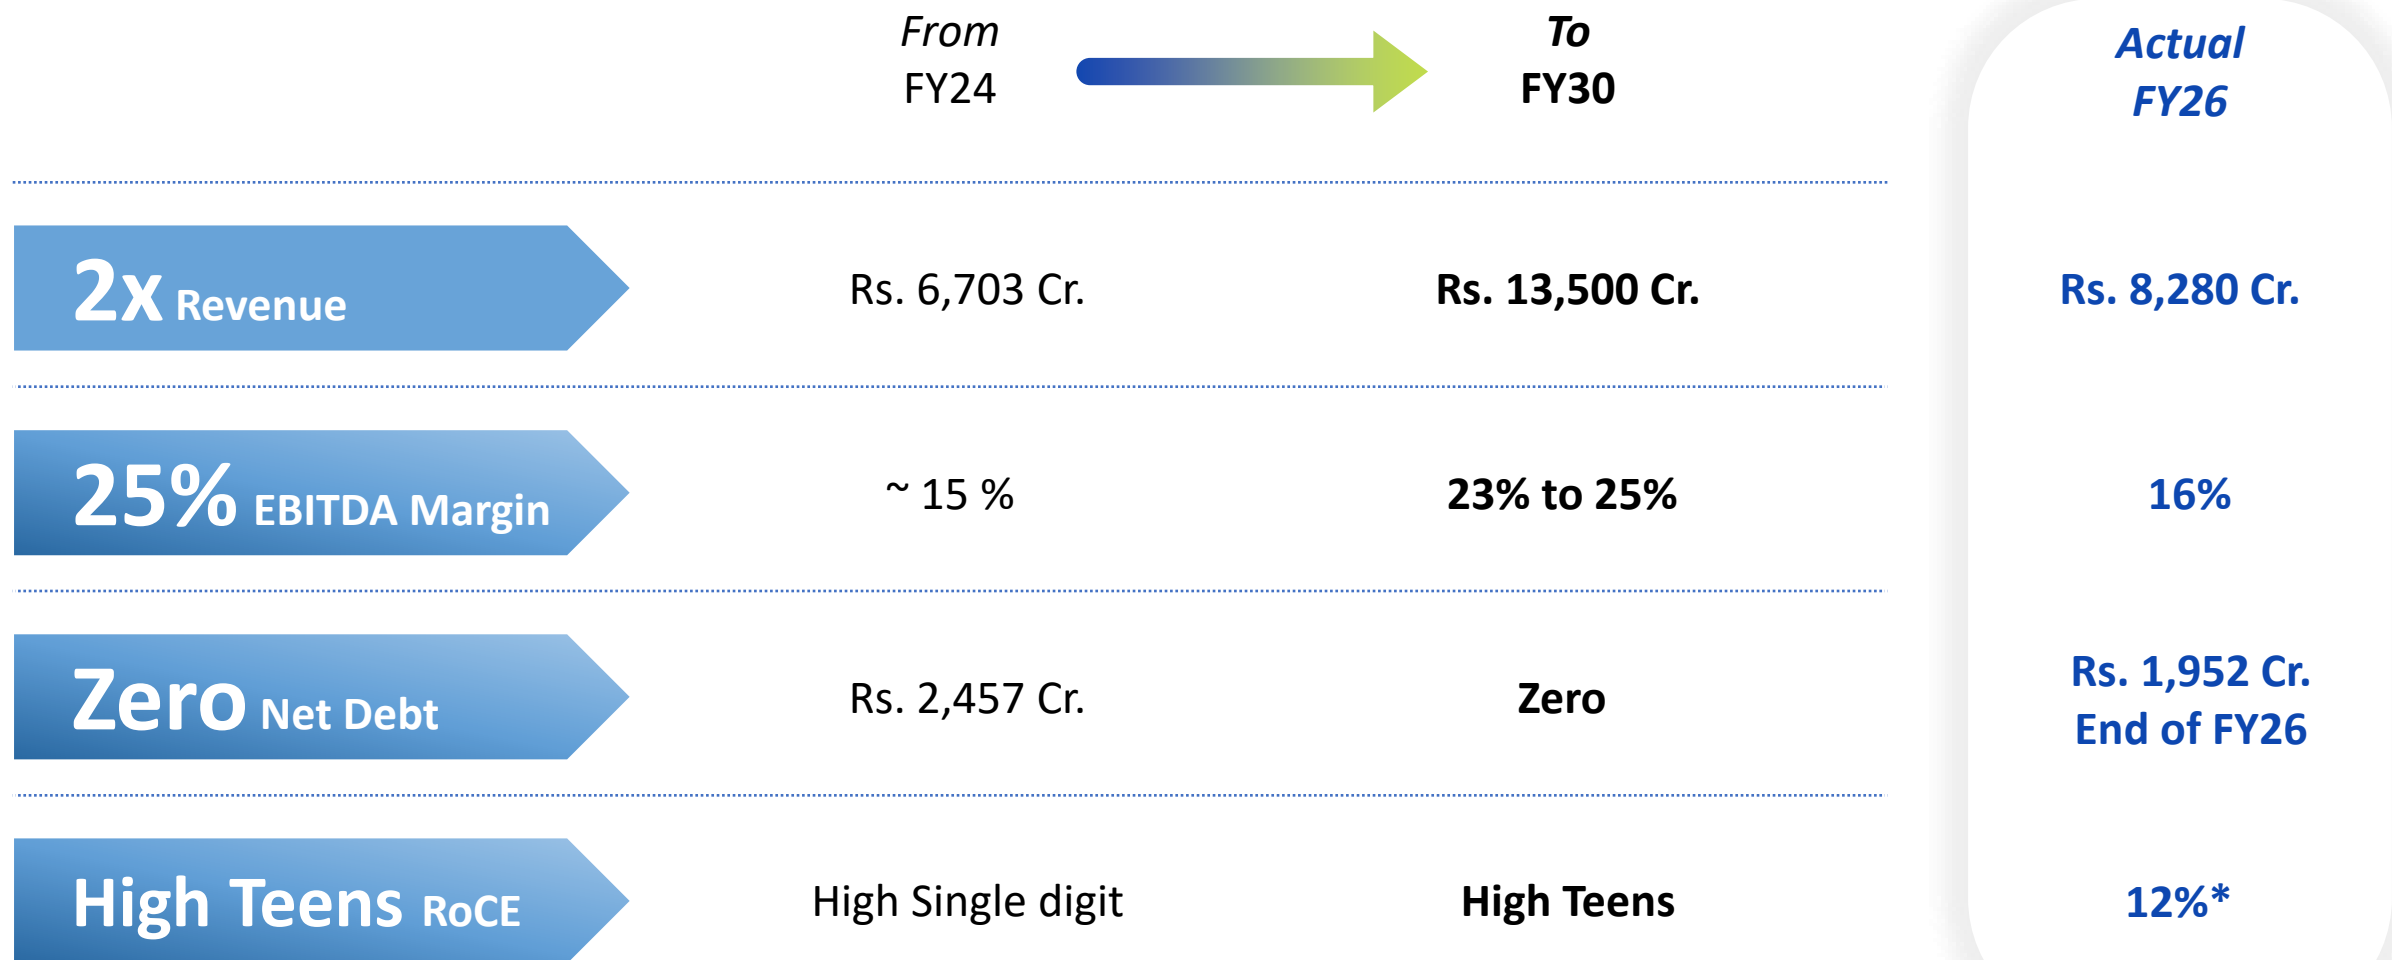 From
FY24
To
FY30
Actual
FY26
2x Revenue
Rs. 6,703 Cr.
Rs. 13,500 Cr.
Rs. 8,280 Cr.
25% EBITDA Margin
~ 15 %
23% to 25%
16%
Zero Net Debt
Rs. 2,457 Cr.
Zero
Rs. 1,952 Cr.
End of FY26
High Teens RoCE
High Single digit
High Teens
12%*